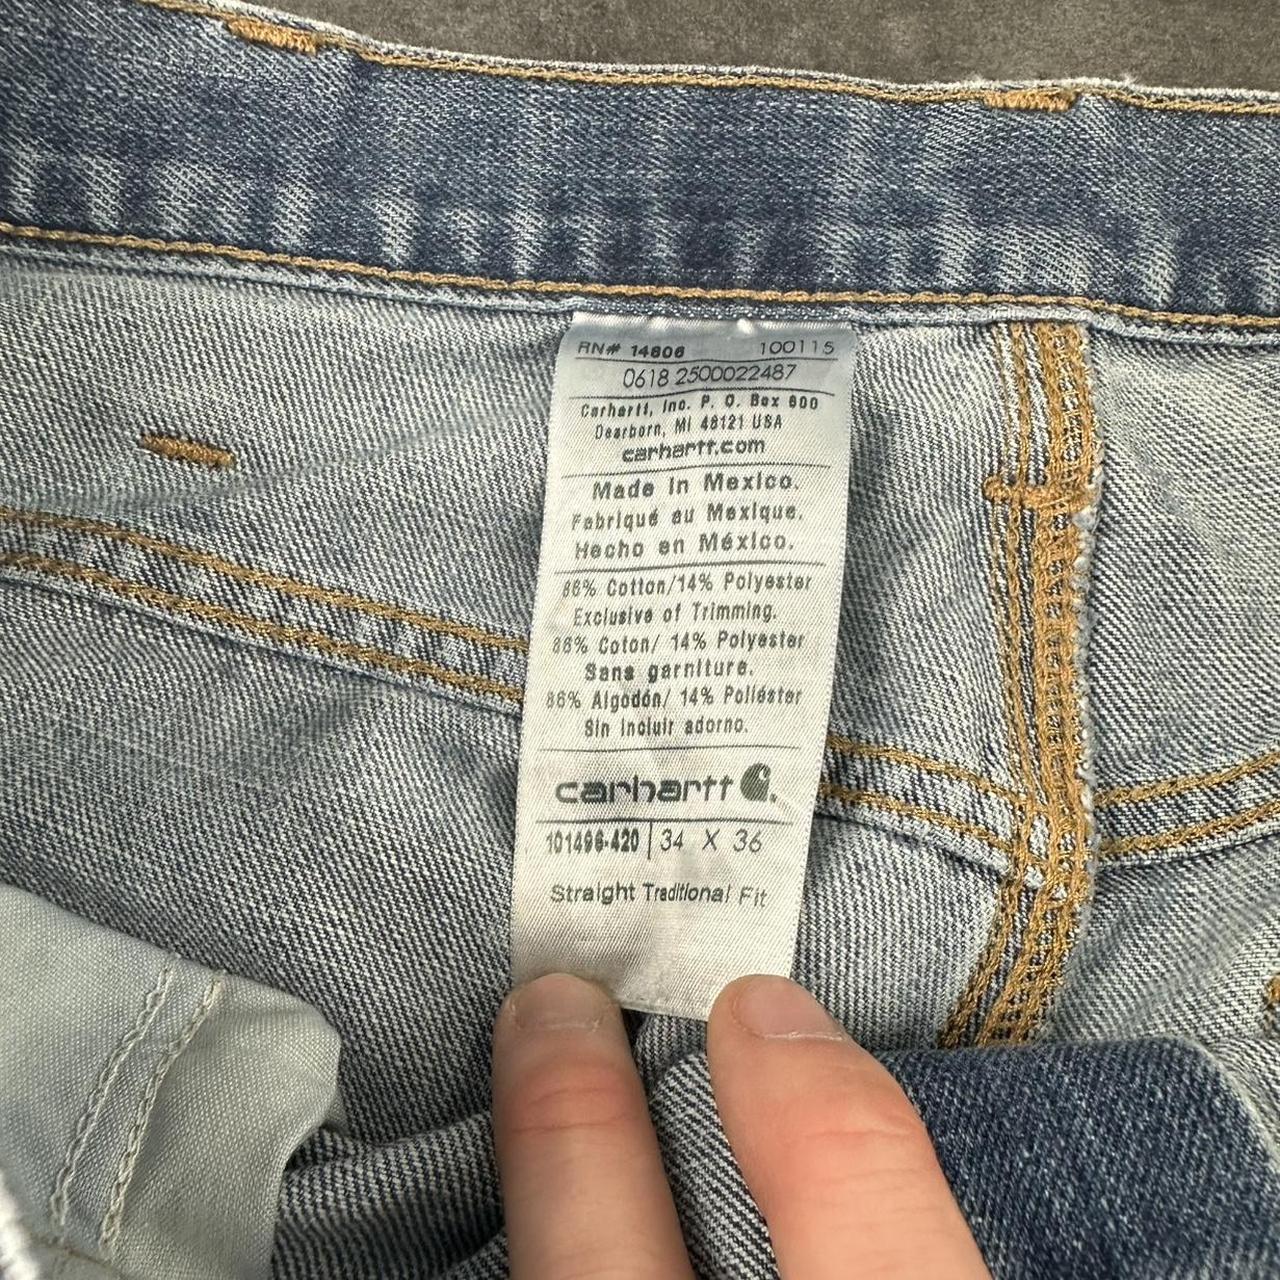 RN# 14806 100115
0618 2500022487
Carhartt, Inc. P. O. Box 600
Dearborn, MI 48121 USA
carhartt.com
Made in Mexico.
Fabriqué au Mexique.
Hecho en México.
86% Cotton/14% Polyester
Exclusive of Trimming.
86% Coton/ 14% Polyester
Sans garniture.
86% Algodón/ 14% Poliéster
Sin incluir adorno.
carhartt
101496-420 | 34 X 36
Straight Traditional Fit